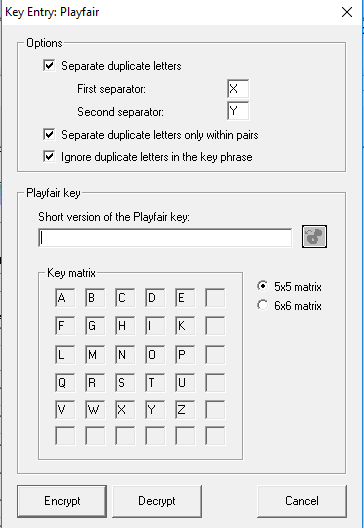 Key Entry: Playfair
Options
Separate duplicate letters
First separator: X
Second separator: Y
Separate duplicate letters only within pairs
Ignore duplicate letters in the key phrase
Playfair key
Short version of the Playfair key:
Key matrix
5x5 matrix
6x6 matrix
A B C D E
F G H I K
L M N O P
Q R S T U
V W X Y Z
Encrypt Decrypt Cancel